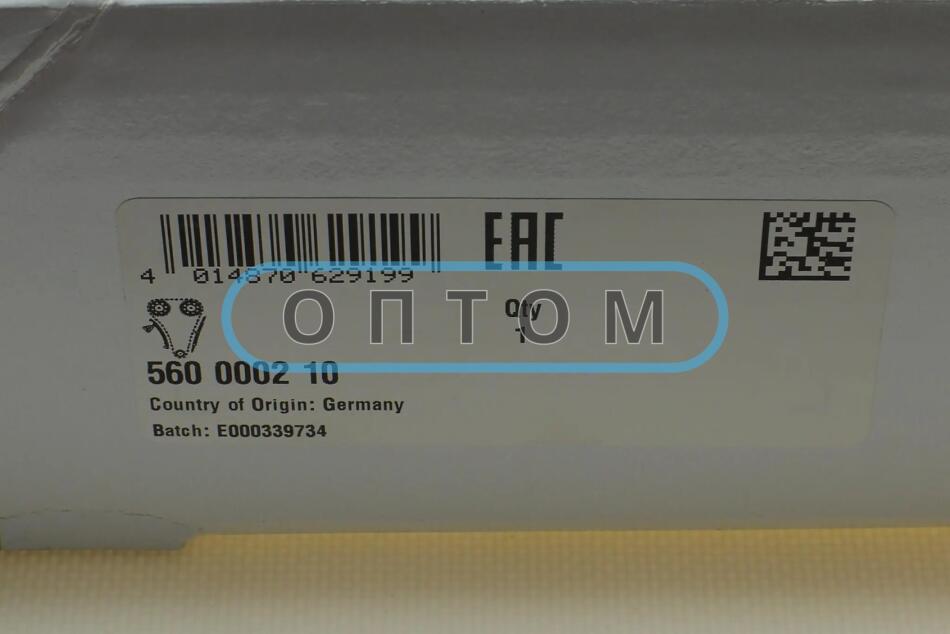 EAC
4 014870 629199
ОПТОМ
Qty
1
560 0002 10
Country of Origin: Germany
Batch: E000339734